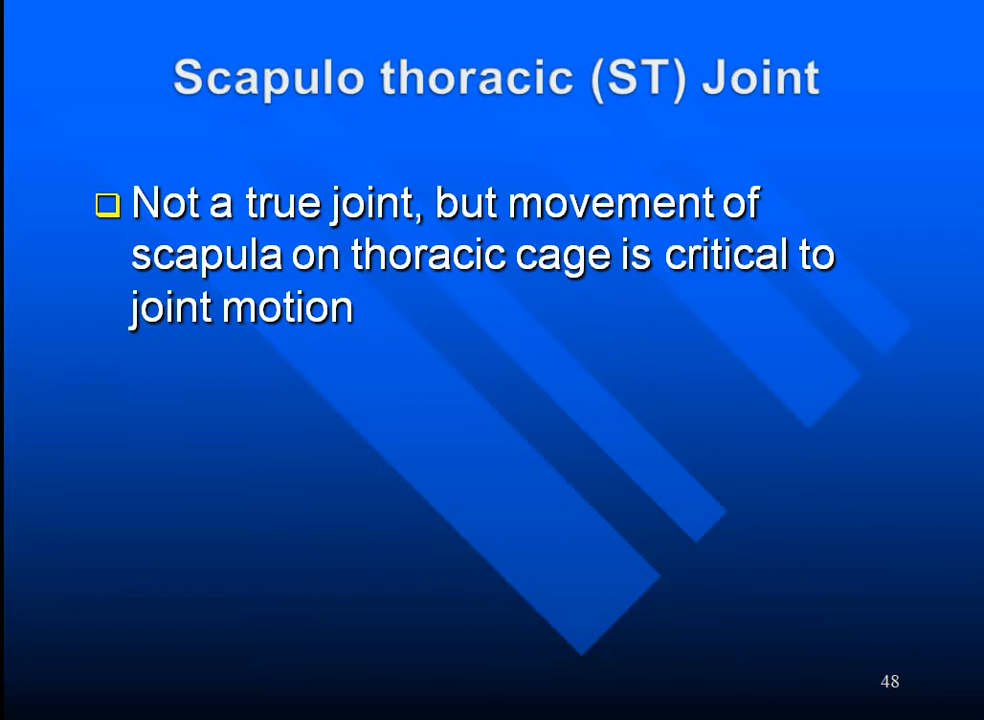 Scapulo thoracic (ST) Joint
Not a true joint, but movement of
scapula on thoracic cage is critical to
joint motion
48